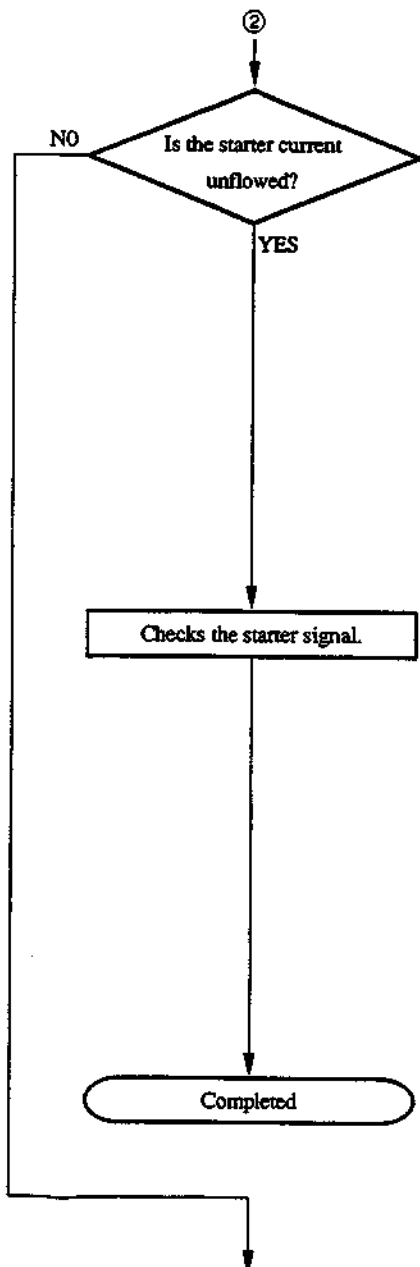 ②
Is the starter current
unflowed?
NO
YES
Checks the starter signal.
Completed